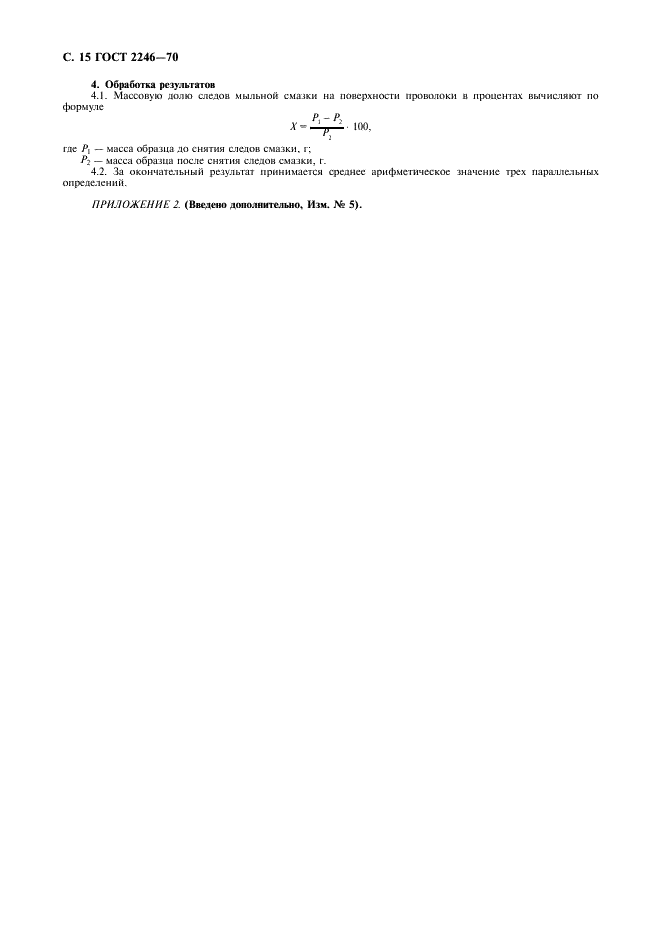 С. 15 ГОСТ 2246—70
4. Обработка результатов
4.1. Массовую долю следов мыльной смазки на поверхности проволоки в процентах вычисляют по
формуле
X = (P₁ — P₂) / P₂ · 100,
где P₁ — масса образца до снятия следов смазки, г;
P₂ — масса образца после снятия следов смазки, г.
4.2. За окончательный результат принимается среднее арифметическое значение трех параллельных
определений.
ПРИЛОЖЕНИЕ 2. (Введено дополнительно, Изм. № 5).